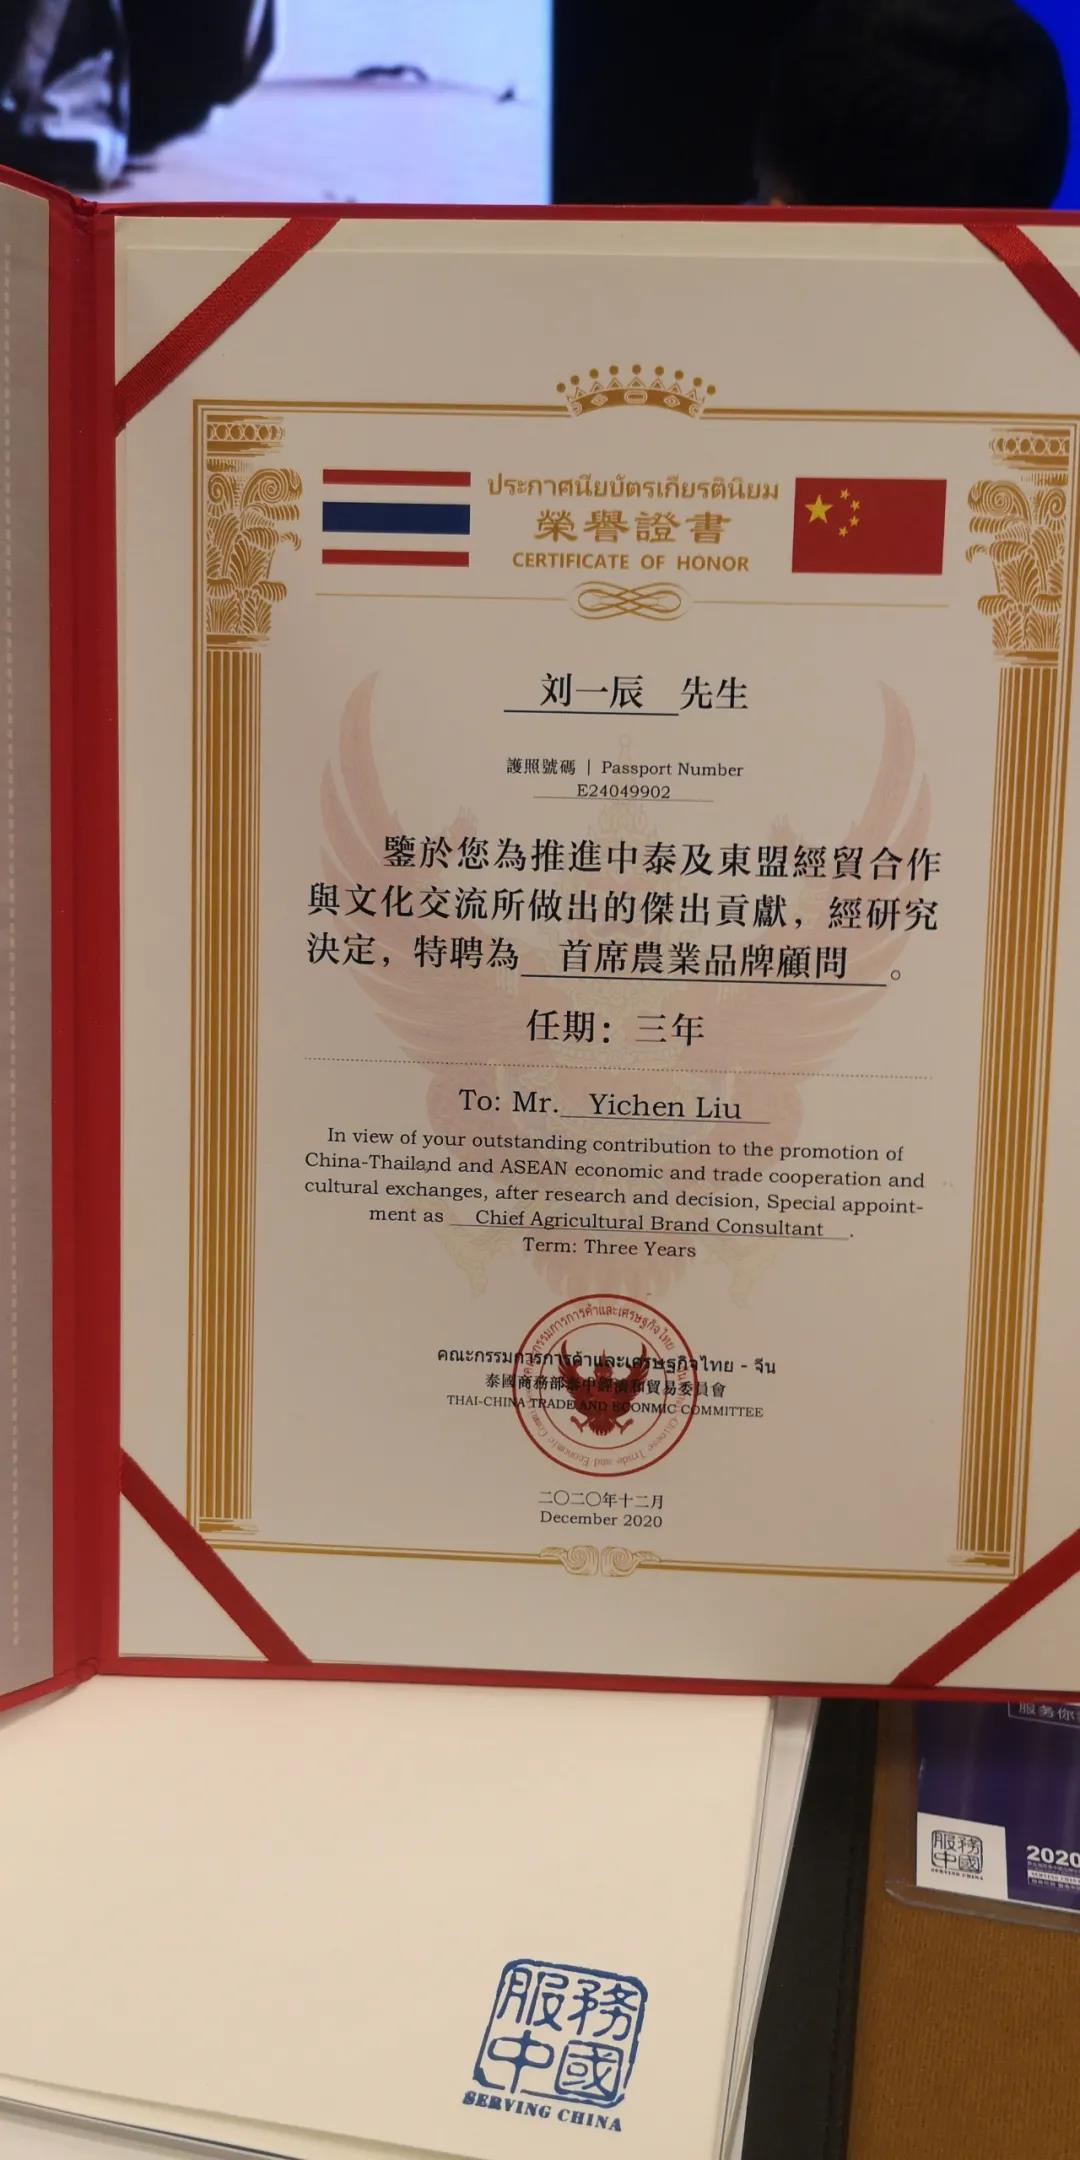 ประกาศนียบัตรเกียรตินิยม
榮譽證書
CERTIFICATE OF HONOR
刘一辰 先生
護照號碼 | Passport Number
E24049902
鑒於您為推進中泰及東盟經貿合作
與文化交流所做出的傑出貢獻，經研究
決定，特聘為 首席農業品牌顧問 。
任期：三年
To: Mr. Yichen Liu
In view of your outstanding contribution to the promotion of
China-Thailand and ASEAN economic and trade cooperation and
cultural exchanges, after research and decision, Special appoint-
ment as Chief Agricultural Brand Consultant .
Term: Three Years
คณะกรรมการการค้าและเศรษฐกิจไทย - จีน
泰國商務部泰中經濟和貿易委員會
THAI-CHINA TRADE AND ECONMIC COMMITTEE
二〇二〇年十二月
December 2020
服务你
服務
中國
SERVING CHINA
2020
服務
中國
SERVING CHINA